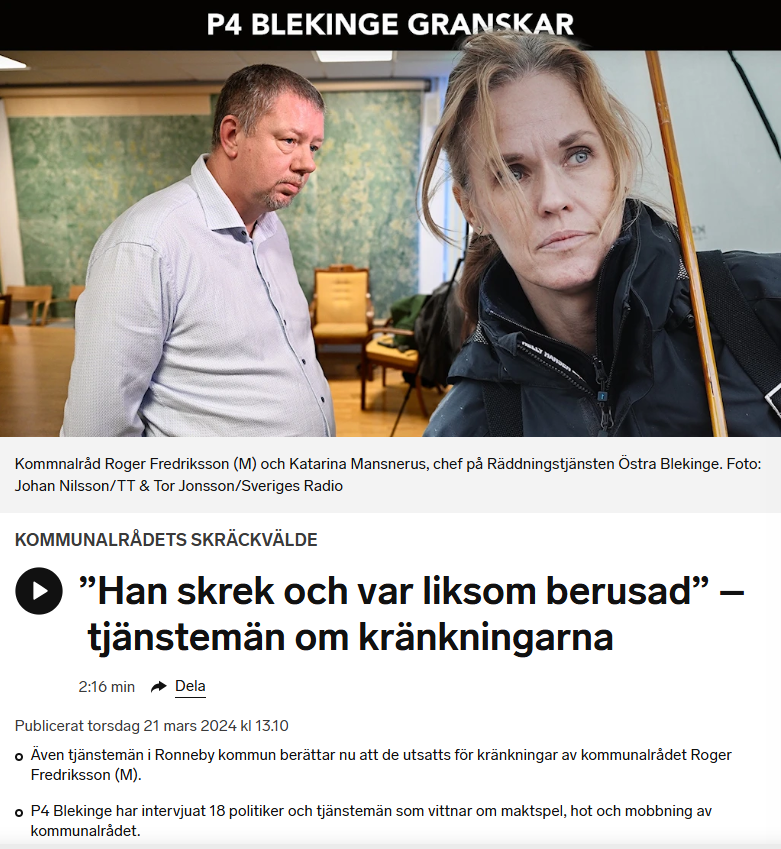 P4 BLEKINGE GRANSKAR
HELLY HANSEN
Kommnalråd Roger Fredriksson (M) och Katarina Mansnerus, chef på Räddningstjänsten Östra Blekinge. Foto:
Johan Nilsson/TT & Tor Jonsson/Sveriges Radio
KOMMUNALRÅDETS SKRÄCKVÄLDE
”Han skrek och var liksom berusad” –
tjänstemän om kränkningarna
2:16 min Dela
Publicerat torsdag 21 mars 2024 kl 13.10
Även tjänstemän i Ronneby kommun berättar nu att de utsatts för kränkningar av kommunalrådet Roger
Fredriksson (M).
P4 Blekinge har intervjuat 18 politiker och tjänstemän som vittnar om maktspel, hot och mobbning av
kommunalrådet.